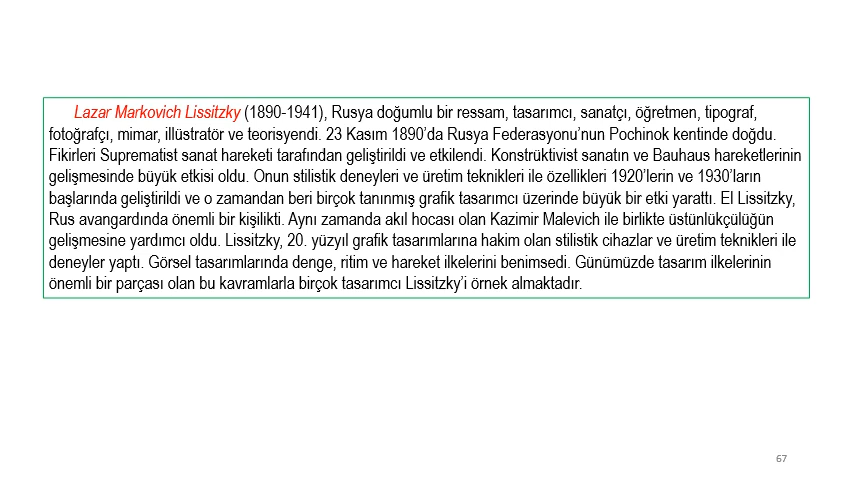 Lazar Markovich Lissitzky (1890-1941), Rusya doğumlu bir ressam, tasarımcı, sanatçı, öğretmen, tipograf,
fotoğrafçı, mimar, illüstratör ve teorisyendi. 23 Kasım 1890’da Rusya Federasyonu’nun Pochinok kentinde doğdu.
Fikirleri Suprematist sanat hareketi tarafından geliştirildi ve etkilendi. Konstrüktivist sanatın ve Bauhaus hareketlerinin
gelişmesinde büyük etkisi oldu. Onun stilistik deneyleri ve üretim teknikleri ile özellikleri 1920’lerin ve 1930’ların
başlarında geliştirildi ve o zamandan beri birçok tanınmış grafik tasarımcı üzerinde büyük bir etki yarattı. El Lissitzky,
Rus avangardında önemli bir kişilikti. Aynı zamanda akıl hocası olan Kazimir Malevich ile birlikte üstünlükçülüğün
gelişmesine yardımcı oldu. Lissitzky, 20. yüzyıl grafik tasarımlarına hakim olan stilistik cihazlar ve üretim teknikleri ile
deneyler yaptı. Görsel tasarımlarında denge, ritim ve hareket ilkelerini benimsedi. Günümüzde tasarım ilkelerinin
önemli bir parçası olan bu kavramlarla birçok tasarımcı Lissitzky’i örnek almaktadır.
67